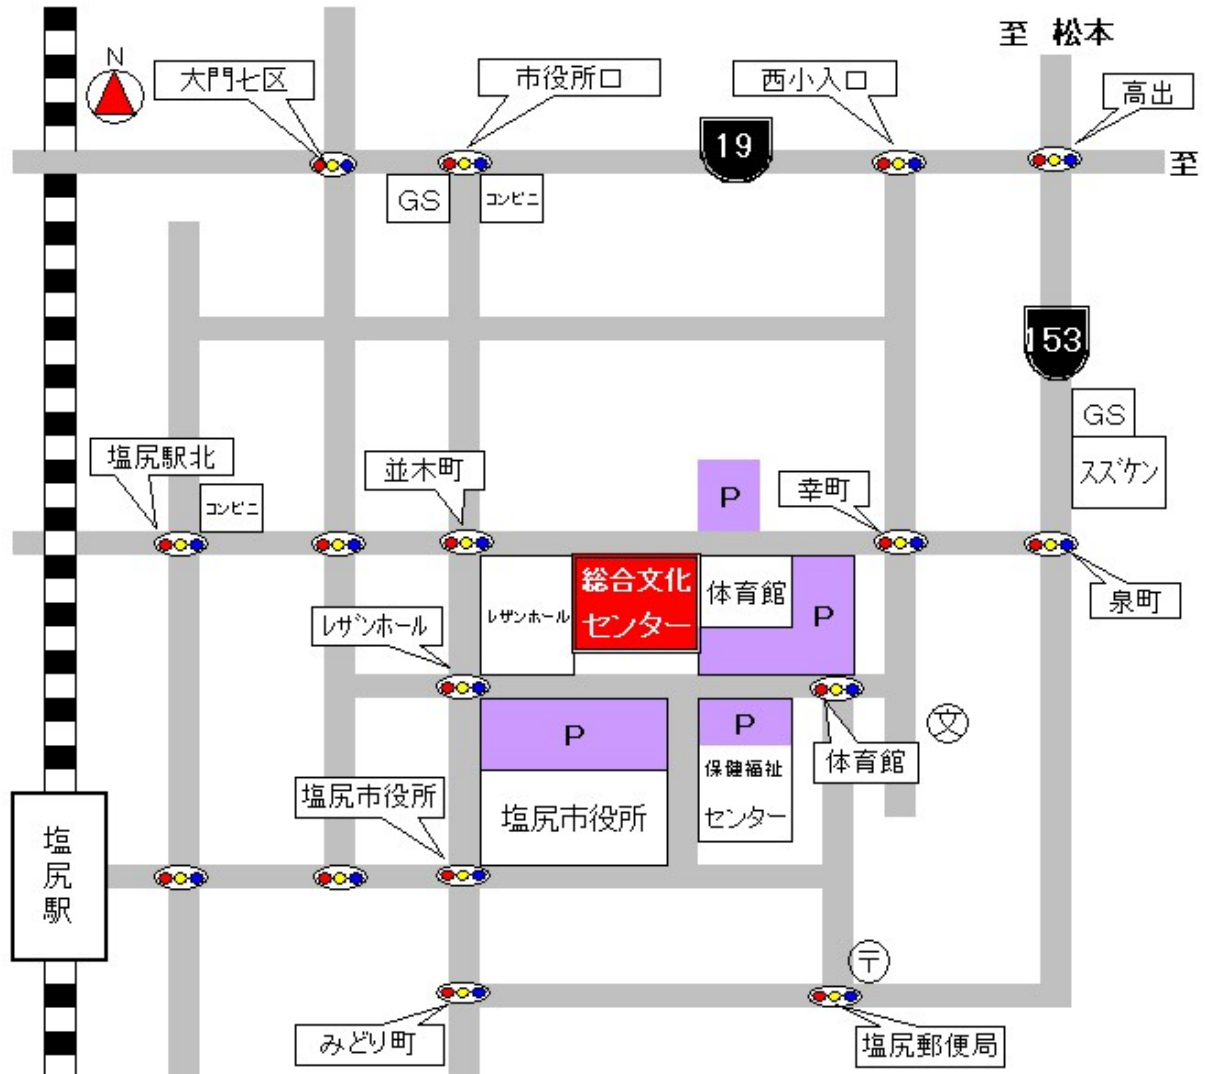 至 松本
N
大門七区
市役所口
西小入口
高出
19
至
GS
コンビニ
153
GS
スズケン
塩尻駅北
コンビニ
並木町
P
幸町
泉町
レザンホール
レザンホール
総合文化
センター
体育館
P
P
P
文
体育館
保健福祉
センター
塩尻市役所
塩尻市役所
塩尻駅
〒
みどり町
塩尻郵便局